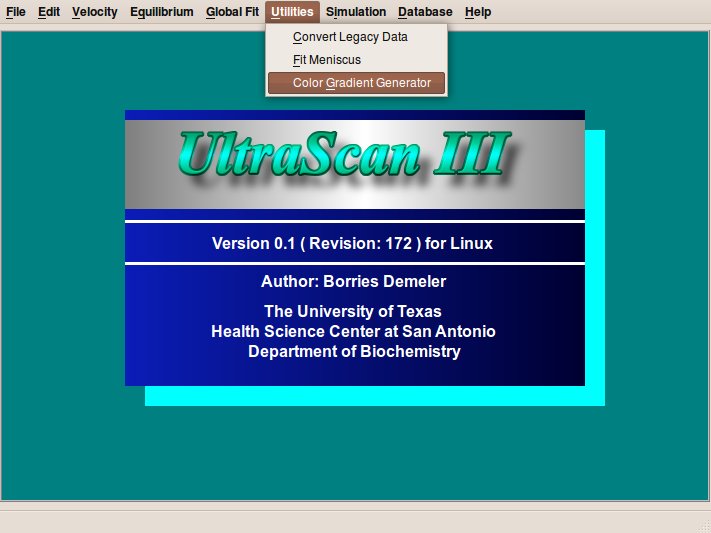 File Edit Velocity Equilibrium Global Fit Utilities Simulation Database Help
Convert Legacy Data
Fit Meniscus
Color Gradient Generator
UltraScan III
Version 0.1 ( Revision: 172 ) for Linux
Author: Borries Demeler
The University of Texas
Health Science Center at San Antonio
Department of Biochemistry